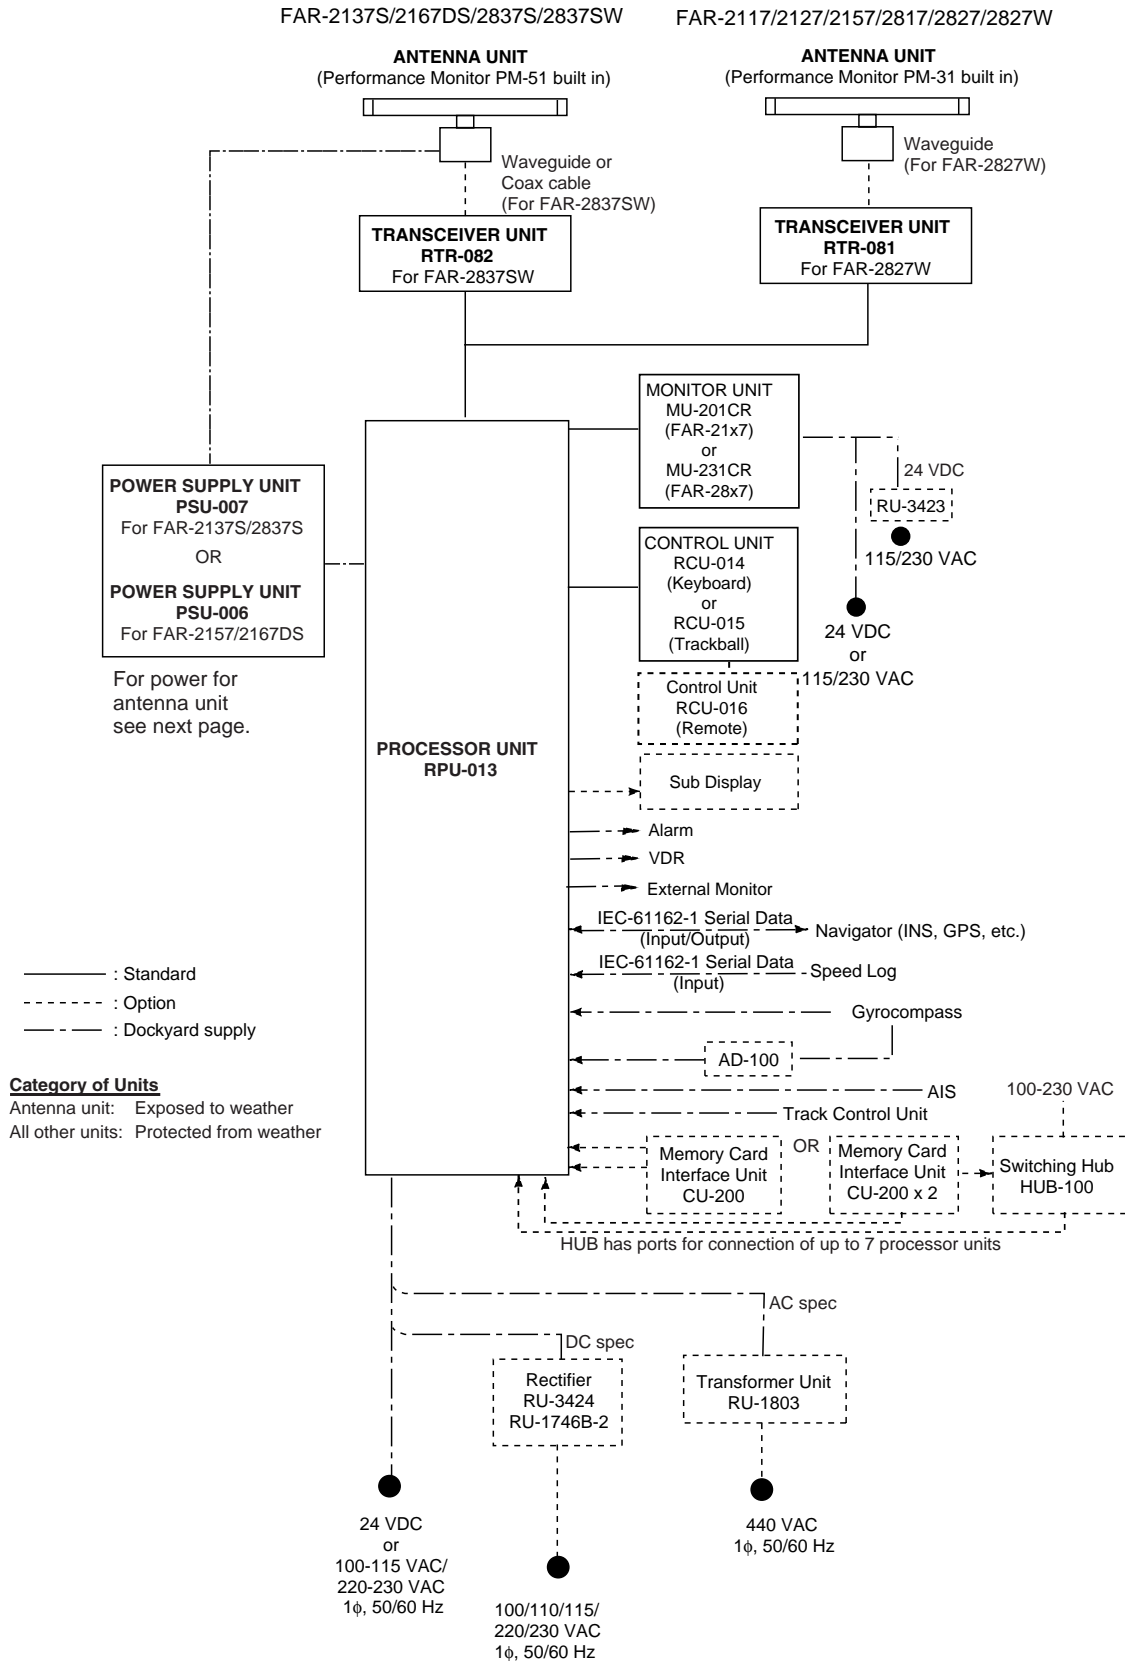 FAR-2137S/2167DS/2837S/2837SW
FAR-2117/2127/2157/2817/2827/2827W
ANTENNA UNIT
(Performance Monitor PM-51 built in)
ANTENNA UNIT
(Performance Monitor PM-31 built in)
Waveguide or
Coax cable
(For FAR-2837SW)
Waveguide
(For FAR-2827W)
TRANSCEIVER UNIT
RTR-082
For FAR-2837SW
TRANSCEIVER UNIT
RTR-081
For FAR-2827W
MONITOR UNIT
MU-201CR
(FAR-21x7)
or
MU-231CR
(FAR-28x7)
24 VDC
RU-3423
115/230 VAC
24 VDC
or
115/230 VAC
POWER SUPPLY UNIT
PSU-007
For FAR-2137S/2837S
OR
POWER SUPPLY UNIT
PSU-006
For FAR-2157/2167DS
For power for
antenna unit
see next page.
CONTROL UNIT
RCU-014
(Keyboard)
or
RCU-015
(Trackball)
Control Unit
RCU-016
(Remote)
PROCESSOR UNIT
RPU-013
Sub Display
Alarm
VDR
External Monitor
IEC-61162-1 Serial Data
(Input/Output)
Navigator (INS, GPS, etc.)
IEC-61162-1 Serial Data
(Input)
Speed Log
Gyrocompass
AD-100
AIS
Track Control Unit
: Standard
: Option
: Dockyard supply
Category of Units
Antenna unit: Exposed to weather
All other units: Protected from weather
Memory Card
Interface Unit
CU-200
OR
Memory Card
Interface Unit
CU-200 x 2
100-230 VAC
Switching Hub
HUB-100
HUB has ports for connection of up to 7 processor units
AC spec
DC spec
Rectifier
RU-3424
RU-1746B-2
Transformer Unit
RU-1803
24 VDC
or
100-115 VAC/
220-230 VAC
1ϕ, 50/60 Hz
100/110/115/
220/230 VAC
1ϕ, 50/60 Hz
440 VAC
1ϕ, 50/60 Hz